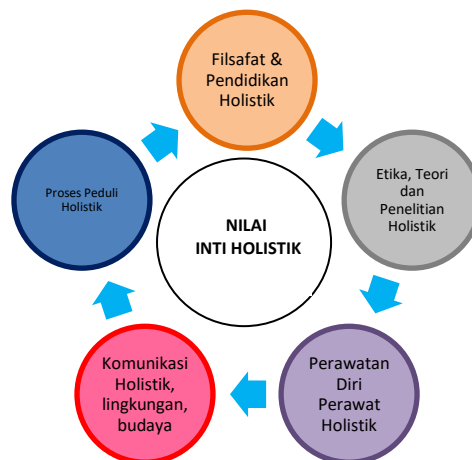 Filsafat &
Pendidikan
Holistik
Etika, Teori
dan
Penelitian
Holistik
Perawatan
Diri
Perawat
Holistik
Komunikasi
Holistik,
lingkungan,
budaya
Proses Peduli
Holistik
NILAI
INTI HOLISTIK